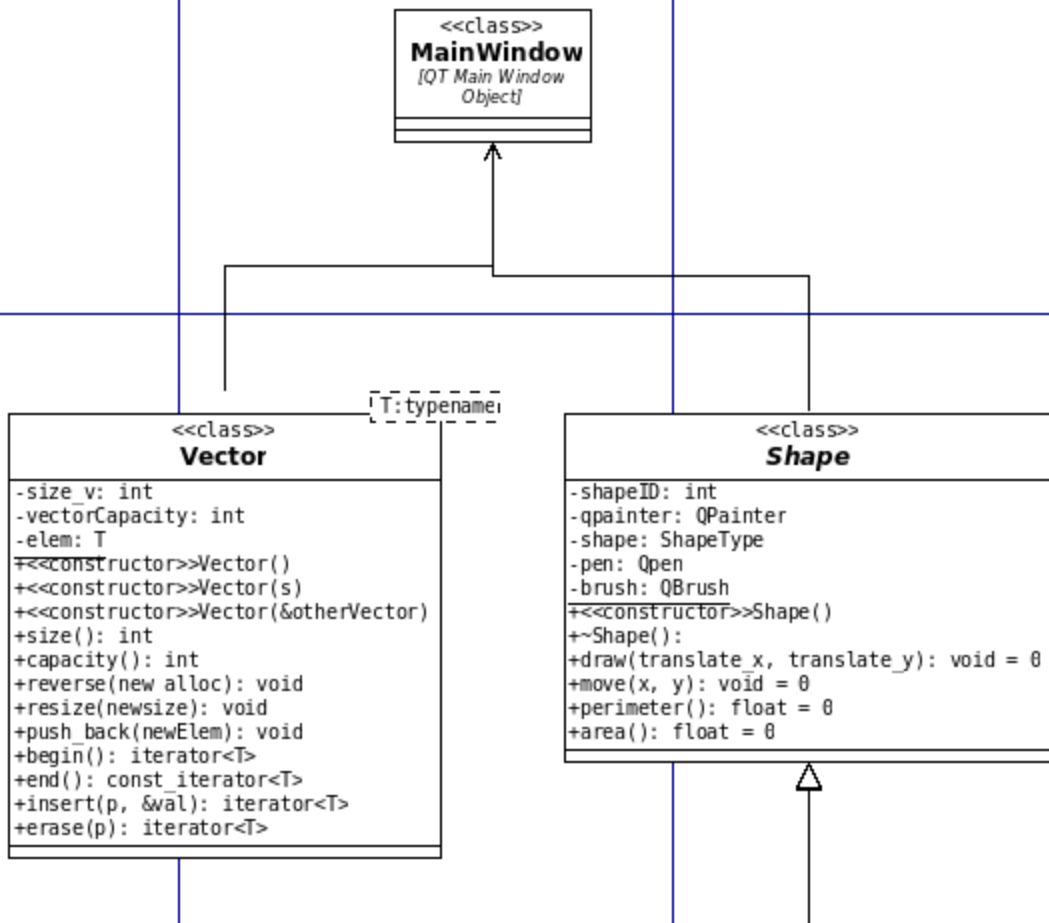 <<class>>
MainWindow
[QT Main Window
Object]
T:typename
<<class>>
Vector
-size_v: int
-vectorCapacity: int
-elem: T
+<<constructor>>Vector()
+<<constructor>>Vector(s)
+<<constructor>>Vector(&otherVector)
+size(): int
+capacity(): int
+reverse(new alloc): void
+resize(newsize): void
+push_back(newElem): void
+begin(): iterator<T>
+end(): const_iterator<T>
+insert(p, &val): iterator<T>
+erase(p): iterator<T>
<<class>>
Shape
-shapeID: int
-qpainter: QPainter
-shape: ShapeType
-pen: Qpen
-brush: QBrush
+<<constructor>>Shape()
+~Shape():
+draw(translate_x, translate_y): void = 0
+move(x, y): void = 0
+perimeter(): float = 0
+area(): float = 0